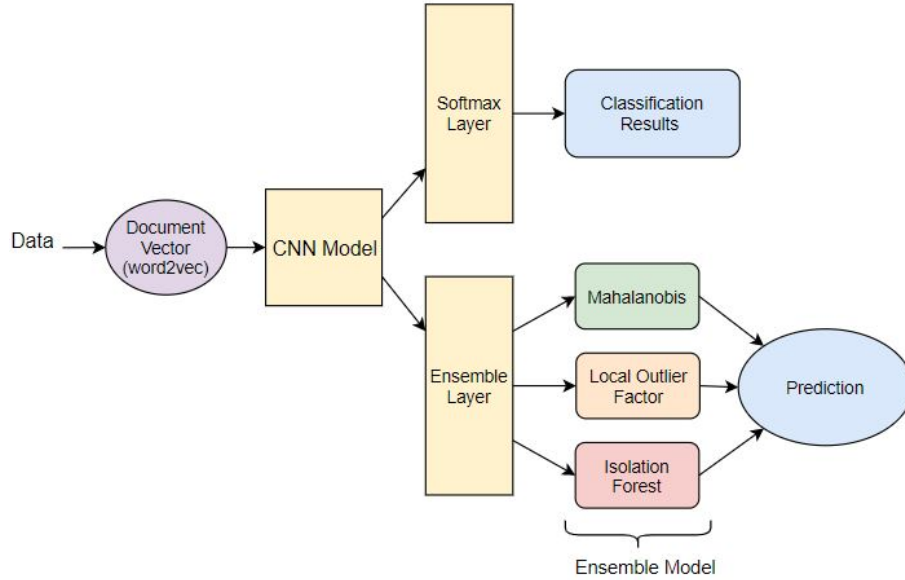 Data
Document
Vector
(word2vec)
CNN Model
Softmax
Layer
Classification
Results
Ensemble
Layer
Mahalanobis
Local Outlier
Factor
Isolation
Forest
Prediction
Ensemble Model